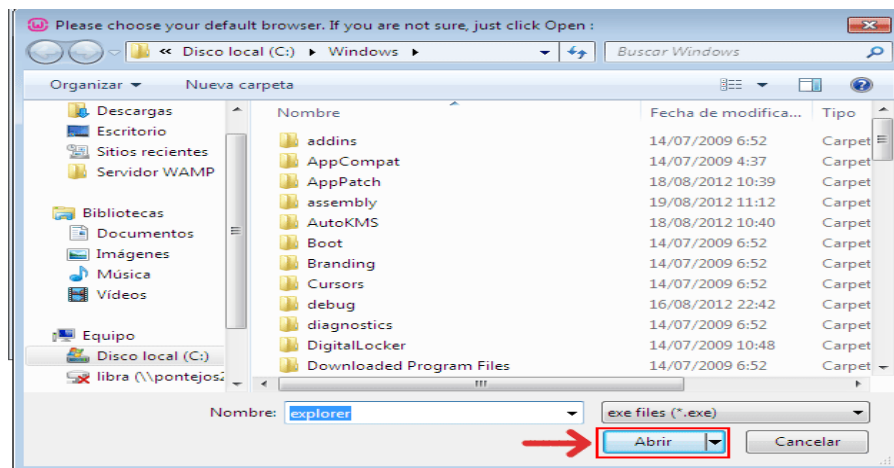 Please choose your default browser. If you are not sure, just click Open :
« Disco local (C:) ▸ Windows ▸ Buscar Windows
Organizar Nueva carpeta
Descargas
Escritorio
Sitios recientes
Servidor WAMP
Bibliotecas
Documentos
Imágenes
Música
Vídeos
Equipo
Disco local (C:)
libra (\\pontejos
Nombre Fecha de modifica... Tipo
addins 14/07/2009 6:52 Carpet
AppCompat 14/07/2009 4:37 Carpet
AppPatch 18/08/2012 10:39 Carpet
assembly 19/08/2012 11:12 Carpet
AutoKMS 18/08/2012 10:40 Carpet
Boot 14/07/2009 6:52 Carpet
Branding 14/07/2009 6:52 Carpet
Cursors 14/07/2009 6:52 Carpet
debug 16/08/2012 22:42 Carpet
diagnostics 14/07/2009 6:52 Carpet
DigitalLocker 14/07/2009 10:48 Carpet
Downloaded Program Files 14/07/2009 6:52 Carpet
Nombre: explorer exe files (*.exe)
Abrir Cancelar